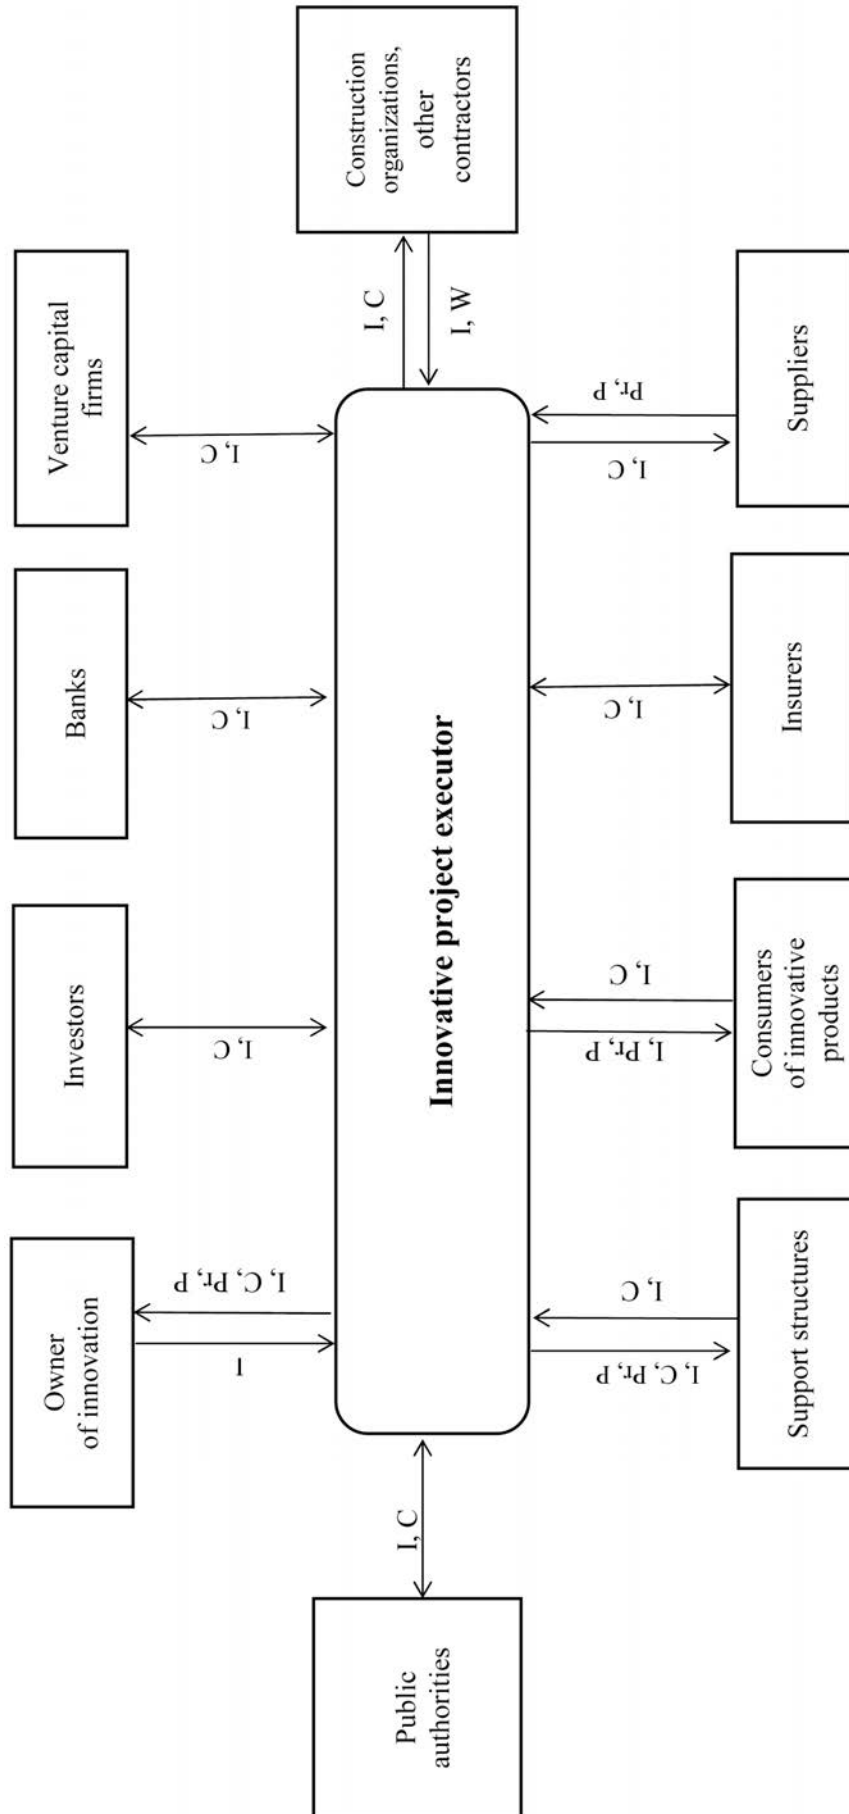 Owner
of innovation
Investors
Banks
Venture capital
firms
I
I, C, Pr, P
I, C
I, C
I, C
Public
authorities
I, C
Innovative project executor
I, C
I, W
Construction
organizations,
other
contractors
I, C, Pr, P
I, C
I, Pr, P
I, C
I, C
I, C
Pr, P
Support structures
Consumers
of innovative
products
Insurers
Suppliers